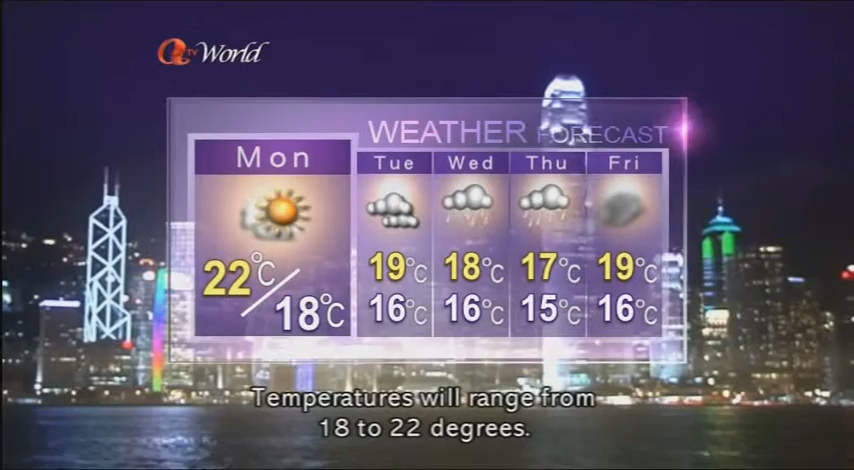 aTV World
WEATHER FORECAST
Mon
22°C / 18°C
Tue Wed Thu Fri
19°C 18°C 17°C 19°C
16°C 16°C 15°C 16°C
Temperatures will range from
18 to 22 degrees.